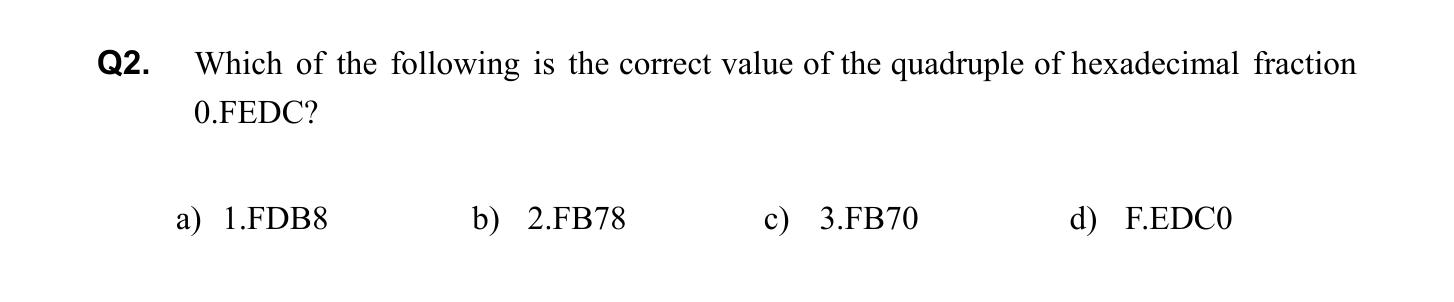 Q2. Which of the following is the correct value of the quadruple of hexadecimal fraction
0.FEDC?
a) 1.FDB8 b) 2.FB78 c) 3.FB70 d) F.EDC0